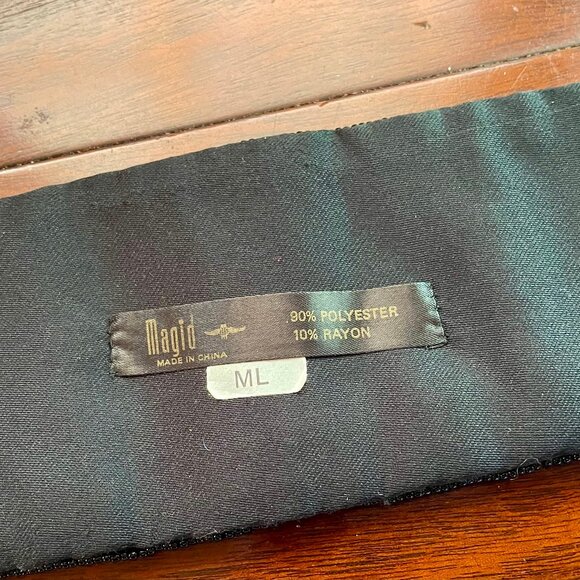 Magid
MADE IN CHINA
90% POLYESTER
10% RAYON
ML